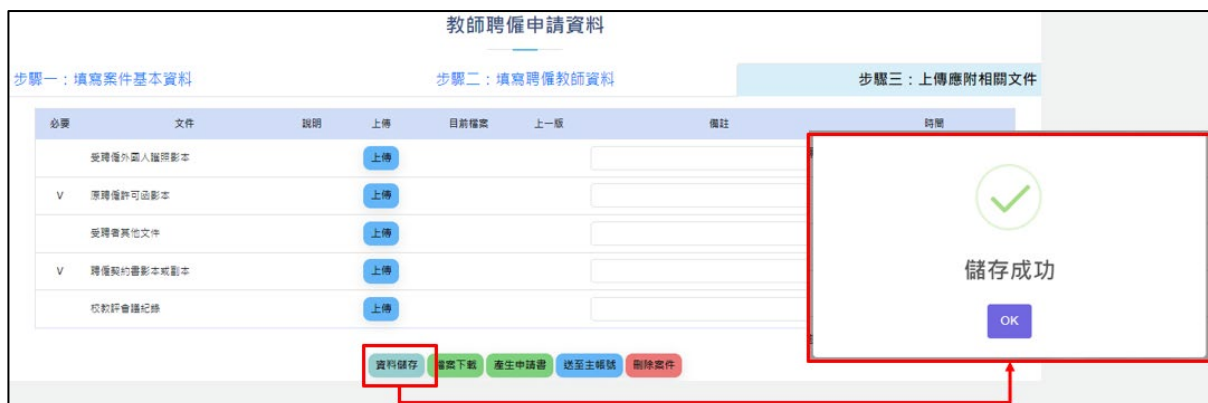 教師聘僱申請資料
步驟一：填寫案件基本資料 步驟二：填寫聘僱教師資料 步驟三：上傳應附相關文件
必要 文件 說明 上傳 目前檔案 上一版 備註 時間
受聘僱外國人護照影本 上傳
V 原聘僱許可函影本 上傳
受聘者其他文件 上傳
V 聘僱契約書影本或副本 上傳
校教評會議紀錄 上傳
儲存成功
OK
資料儲存 檔案下載 產生申請書 送至主帳號 刪除案件